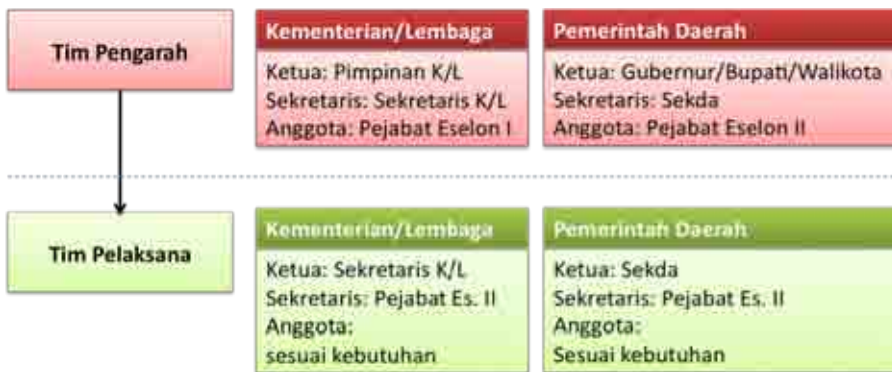 Tim Pengarah
Kementerian/Lembaga
Ketua: Pimpinan K/L
Sekretaris: Sekretaris K/L
Anggota: Pejabat Eselon I
Pemerintah Daerah
Ketua: Gubernur/Bupati/Walikota
Sekretaris: Sekda
Anggota: Pejabat Eselon II
Tim Pelaksana
Kementerian/Lembaga
Ketua: Sekretaris K/L
Sekretaris: Pejabat Es. II
Anggota:
sesuai kebutuhan
Pemerintah Daerah
Ketua: Sekda
Sekretaris: Pejabat Es. II
Anggota:
Sesuai kebutuhan